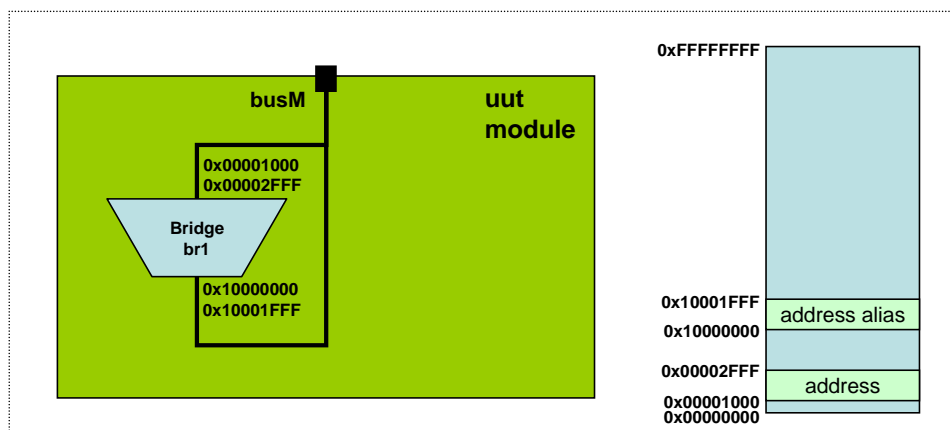 busM
uut
module
0x00001000
0x00002FFF
Bridge
br1
0x10000000
0x10001FFF
0xFFFFFFFF
0x10001FFF
address alias
0x10000000
0x00002FFF
address
0x00001000
0x00000000